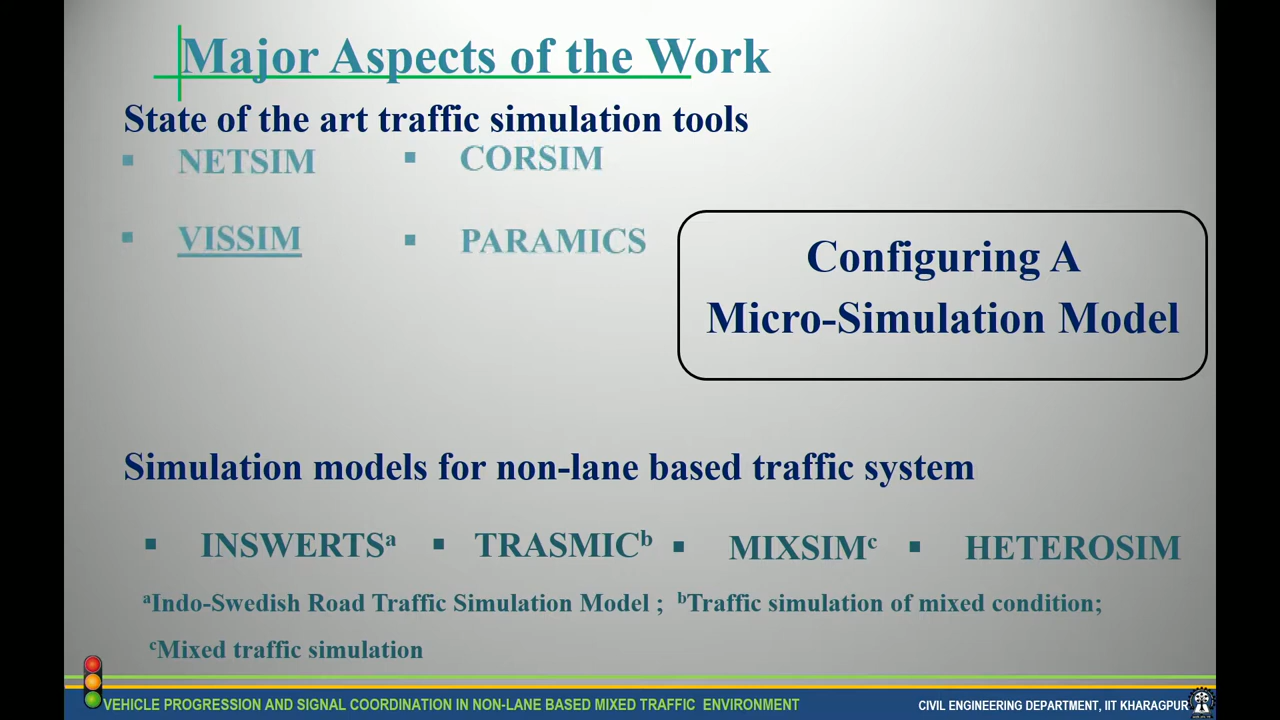 Major Aspects of the Work
State of the art traffic simulation tools
▪ NETSIM ▪ CORSIM
▪ VISSIM ▪ PARAMICS
Configuring A
Micro-Simulation Model
Simulation models for non-lane based traffic system
▪ INSWERTSᵃ ▪ TRASMICᵇ ▪ MIXSIMᶜ ▪ HETEROSIM
ᵃIndo-Swedish Road Traffic Simulation Model ; ᵇTraffic simulation of mixed condition;
ᶜMixed traffic simulation
VEHICLE PROGRESSION AND SIGNAL COORDINATION IN NON-LANE BASED MIXED TRAFFIC ENVIRONMENT
CIVIL ENGINEERING DEPARTMENT, IIT KHARAGPUR